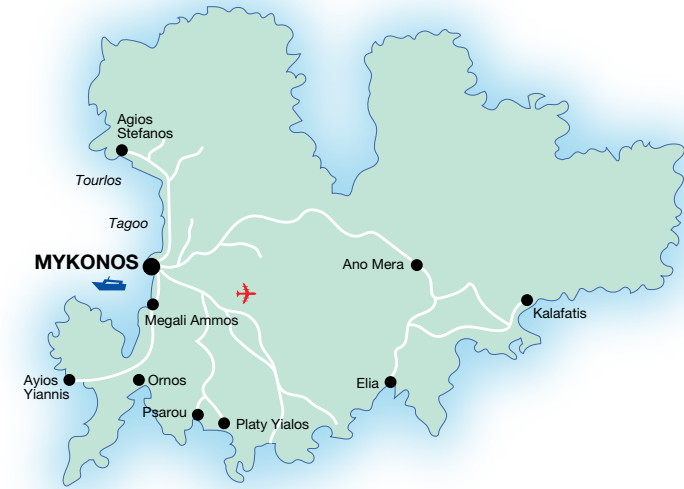 Agios
Stefanos
Tourlos
Tagoo
MYKONOS
Ano Mera
Megali Ammos
Kalafatis
Ayios
Yiannis
Ornos
Elia
Psarou
Platy Yialos